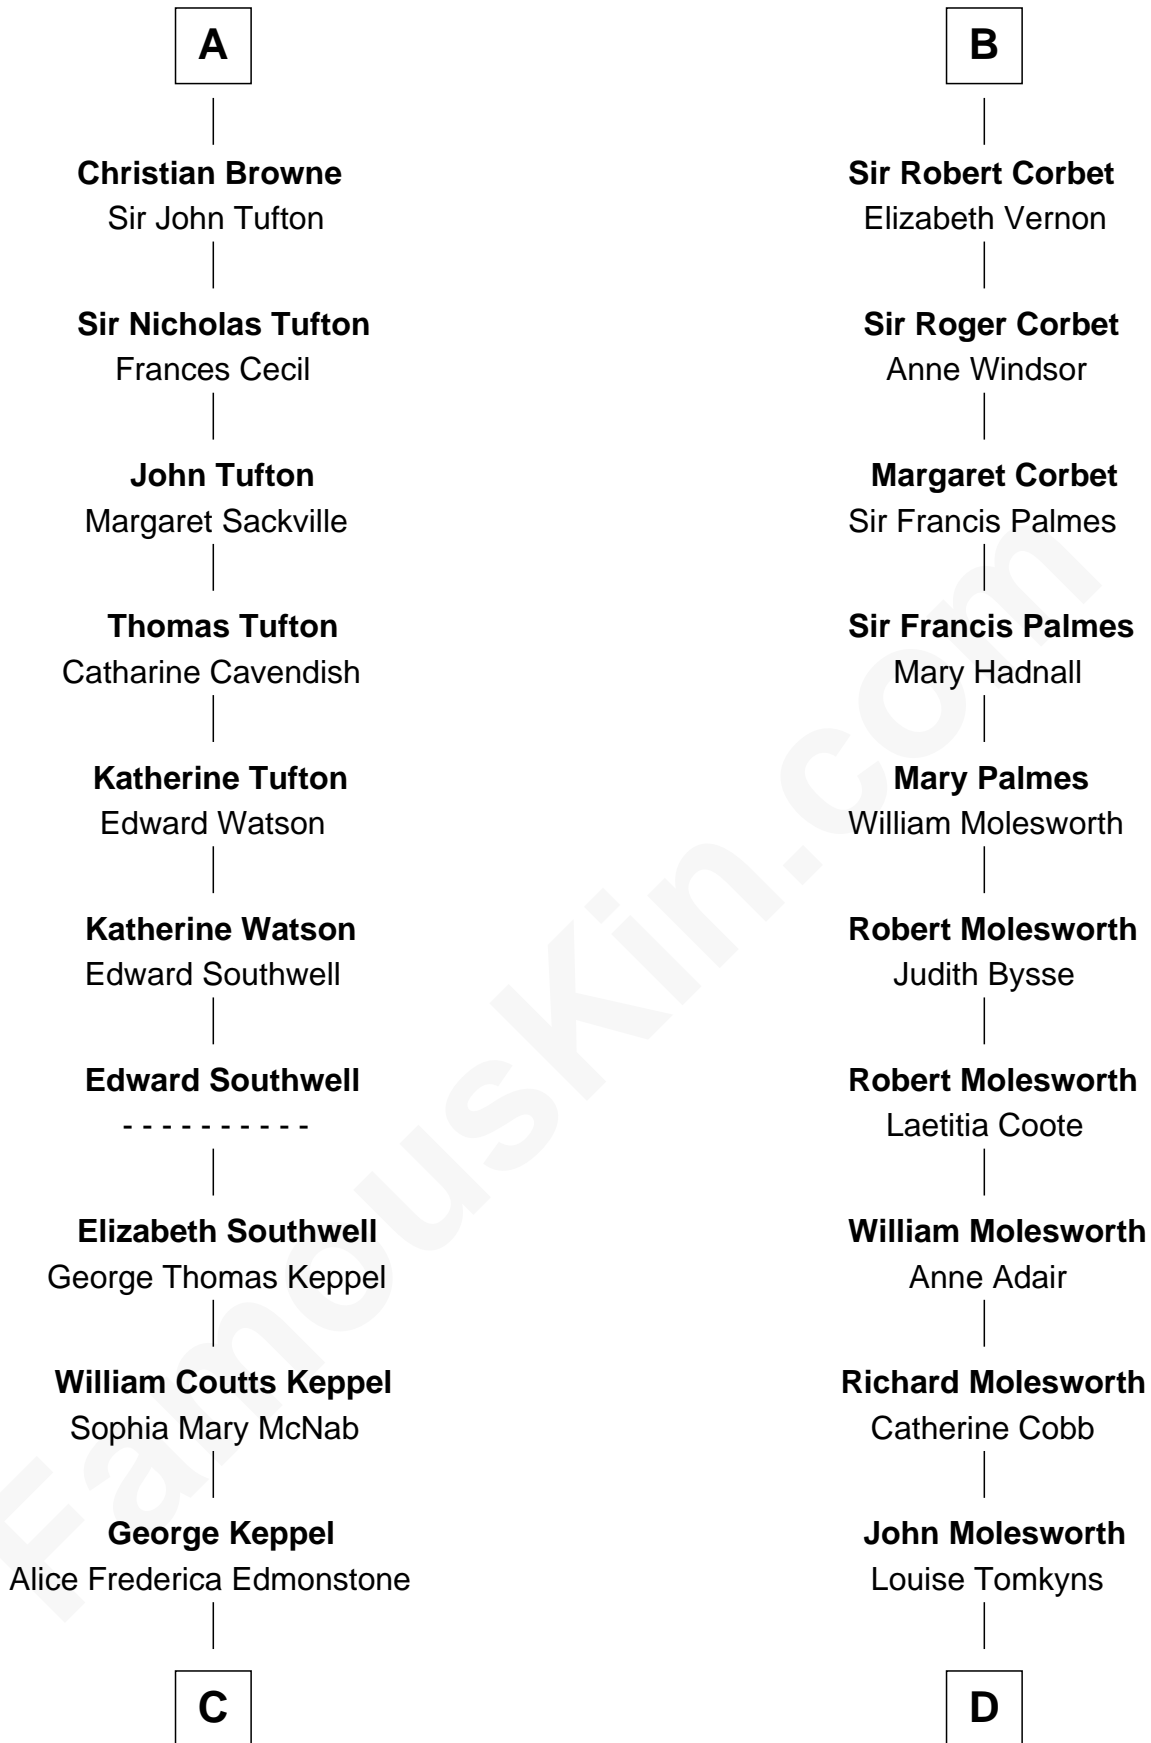 A
Christian Browne
Sir John Tufton
Sir Nicholas Tufton
Frances Cecil
John Tufton
Margaret Sackville
Thomas Tufton
Catharine Cavendish
Katherine Tufton
Edward Watson
Katherine Watson
Edward Southwell
Edward Southwell
- - - - - - - - - -
Elizabeth Southwell
George Thomas Keppel
William Coutts Keppel
Sophia Mary McNab
George Keppel
Alice Frederica Edmonstone
C
B
Sir Robert Corbet
Elizabeth Vernon
Sir Roger Corbet
Anne Windsor
Margaret Corbet
Sir Francis Palmes
Sir Francis Palmes
Mary Hadnall
Mary Palmes
William Molesworth
Robert Molesworth
Judith Bysse
Robert Molesworth
Laetitia Coote
William Molesworth
Anne Adair
Richard Molesworth
Catherine Cobb
John Molesworth
Louise Tomkyns
D
FamousKin.com